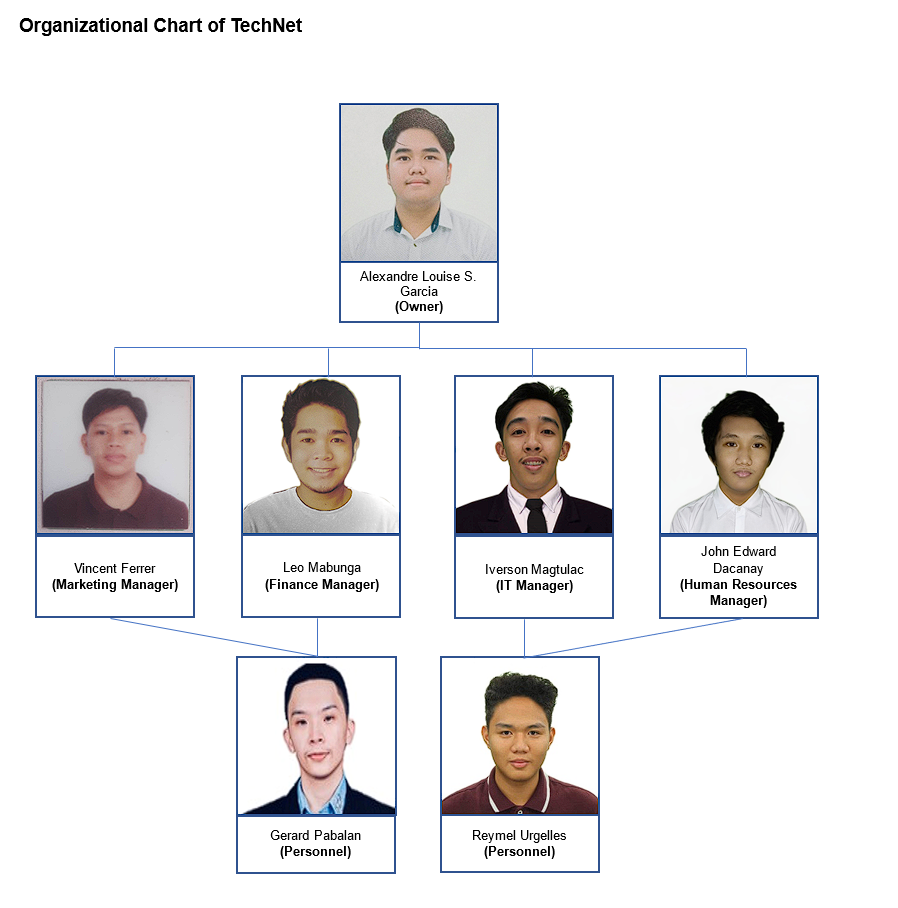 Organizational Chart of TechNet
Alexandre Louise S.
Garcia
(Owner)
Vincent Ferrer
(Marketing Manager)
Leo Mabunga
(Finance Manager)
Iverson Magtulac
(IT Manager)
John Edward
Dacanay
(Human Resources
Manager)
Gerard Pabalan
(Personnel)
Reymel Urgelles
(Personnel)